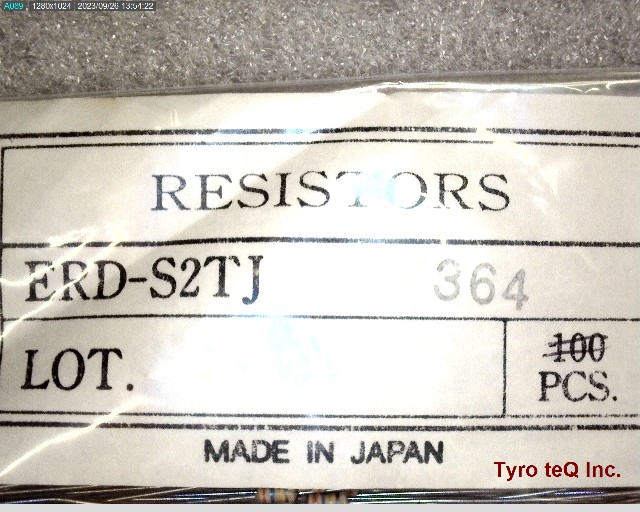 A089 1280x1024 2023/09/26 13:54:22
RESISTORS
ERD-S2TJ 364
LOT.
100
PCS.
MADE IN JAPAN
Tyro teQ Inc.